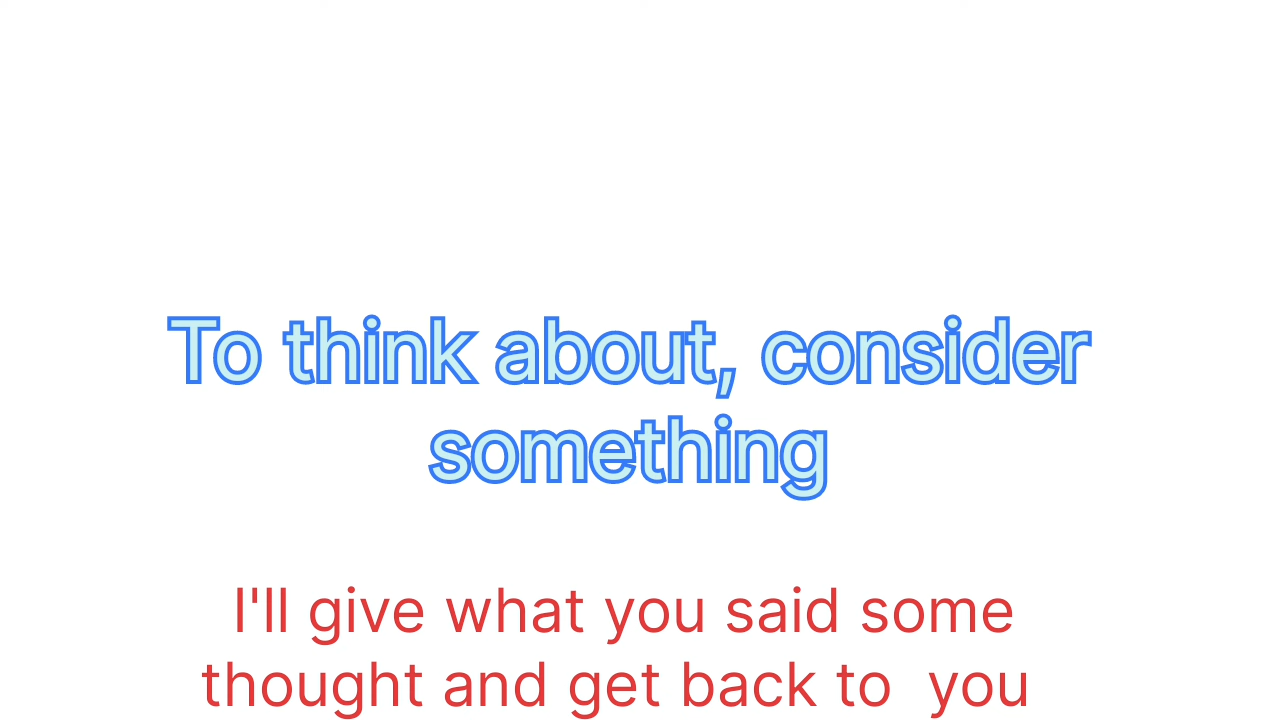 To think about, consider
something
I'll give what you said some
thought and get back to  you